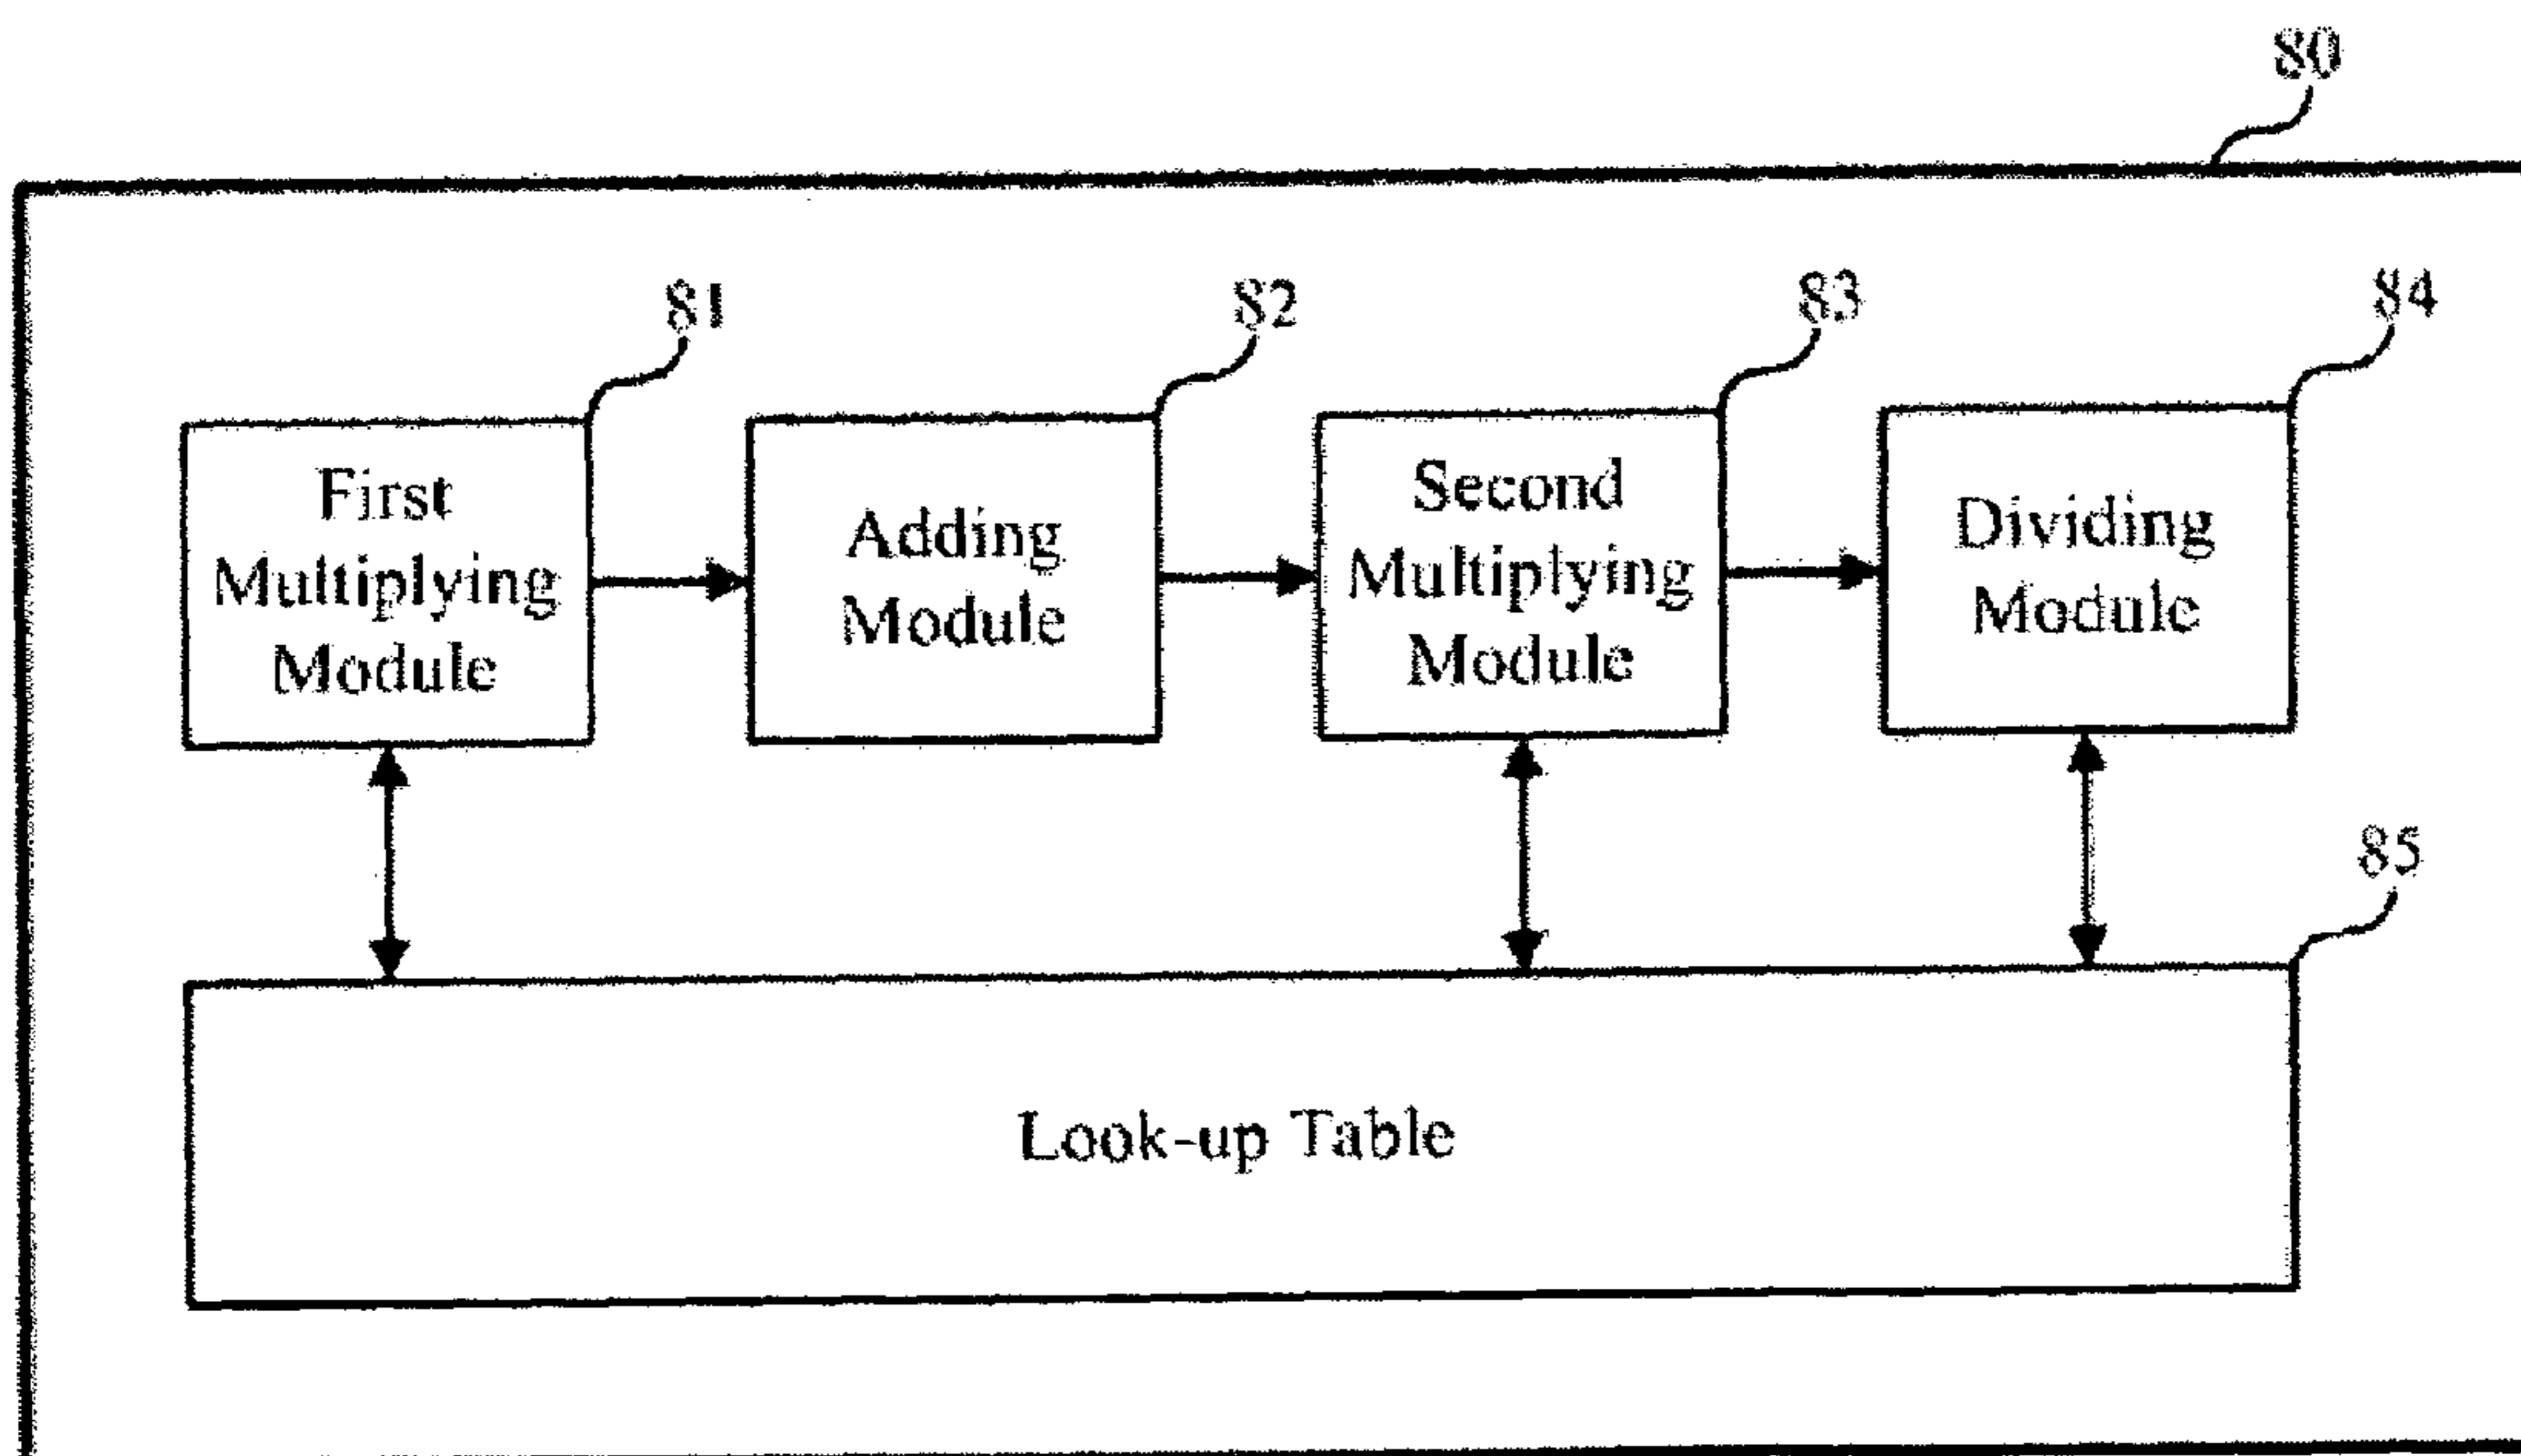 80
81
82
83
84
First
Multiplying
Module
Adding
Module
Second
Multiplying
Module
Dividing
Module
85
Look-up Table